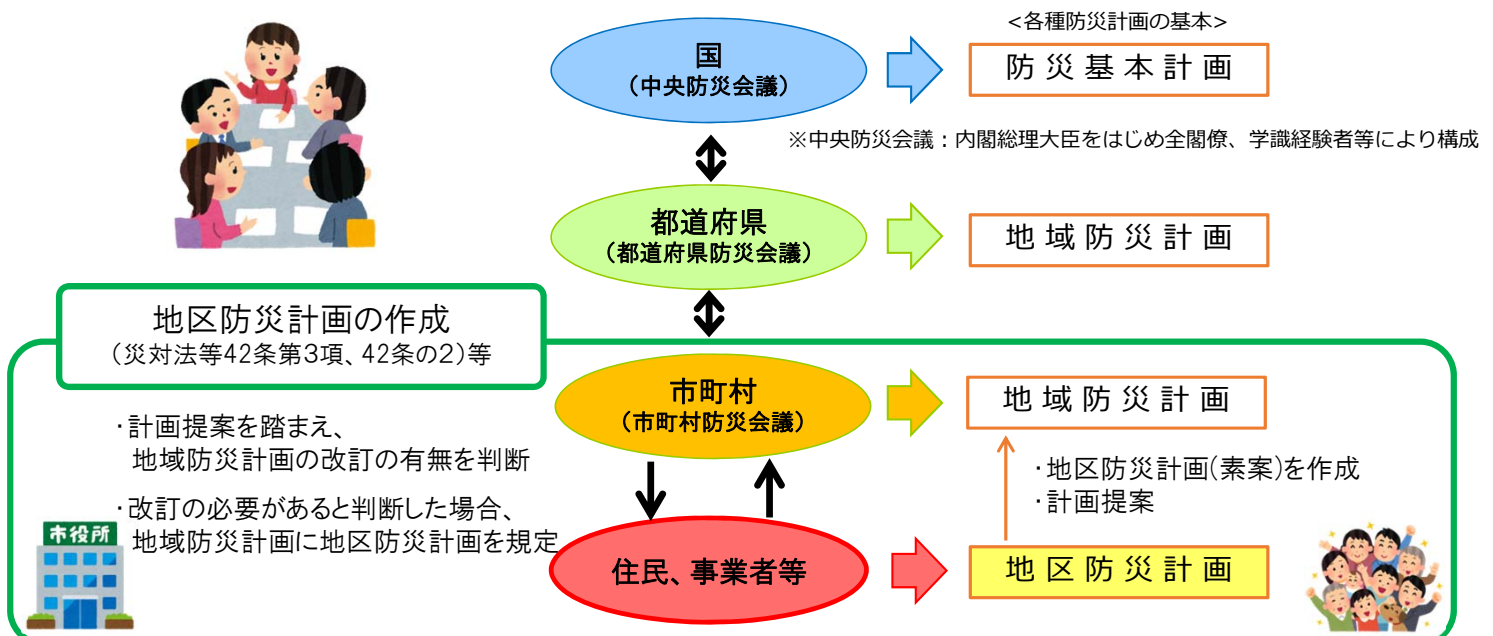 <各種防災計画の基本>
国
(中央防災会議)
防災基本計画
※中央防災会議：内閣総理大臣をはじめ全閣僚、学識経験者等により構成
都道府県
(都道府県防災会議)
地域防災計画
地区防災計画の作成
(災対法等42条第3項、42条の2)等
市町村
(市町村防災会議)
地域防災計画
・計画提案を踏まえ、
地域防災計画の改訂の有無を判断
・改訂の必要があると判断した場合、
地域防災計画に地区防災計画を規定
・地区防災計画(素案)を作成
・計画提案
市役所
住民、事業者等
地区防災計画